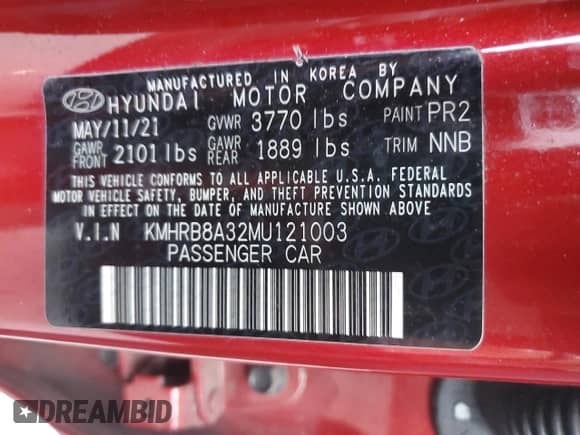 MANUFACTURED IN KOREA BY
HYUNDAI MOTOR COMPANY
MAY/11/21 GVWR 3770 lbs PAINT PR2
GAWR FRONT 2101 lbs GAWR REAR 1889 lbs TRIM NNB
THIS VEHICLE CONFORMS TO ALL APPLICABLE U.S.A. FEDERAL
MOTOR VEHICLE SAFETY, BUMPER, AND THEFT PREVENTION STANDARDS
IN EFFECT ON THE DATE OF MANUFACTURE SHOWN ABOVE
V.I.N KMHRB8A32MU121003
PASSENGER CAR
DREAMBID